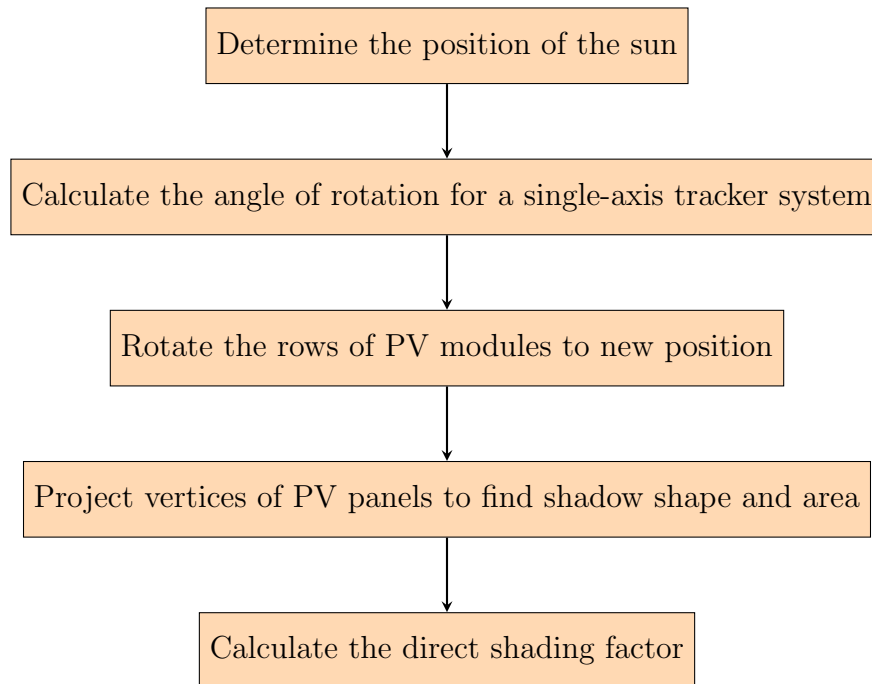 Determine the position of the sun
Calculate the angle of rotation for a single-axis tracker system
Rotate the rows of PV modules to new position
Project vertices of PV panels to find shadow shape and area
Calculate the direct shading factor